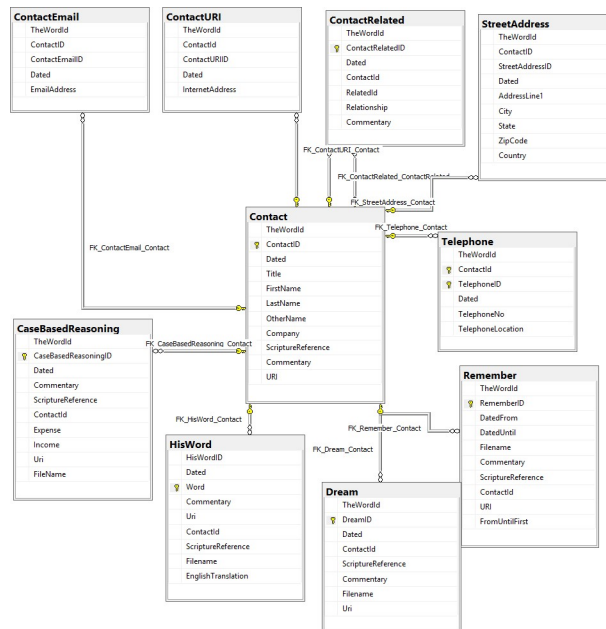 ContactEmail
TheWordId
ContactID
ContactEmailID
Dated
EmailAddress
ContactURI
TheWordId
ContactId
ContactURIID
Dated
InternetAddress
ContactRelated
TheWordId
ContactRelatedID
Dated
ContactId
RelatedId
Relationship
Commentary
StreetAddress
TheWordId
ContactID
StreetAddressID
Dated
AddressLine1
City
State
ZipCode
Country
FK_ContactURI_Contact
FK_ContactRelated_ContactRelated
FK_StreetAddress_Contact
FK_Telephone_Contact
FK_ContactEmail_Contact
Contact
TheWordId
ContactID
Dated
Title
FirstName
LastName
OtherName
Company
ScriptureReference
Commentary
URI
Telephone
TheWordId
ContactId
TelephoneID
Dated
TelephoneNo
TelephoneLocation
CaseBasedReasoning
TheWordId
CaseBasedReasoningID
Dated
Commentary
ScriptureReference
ContactId
Expense
Income
Uri
FileName
FK_CaseBasedReasoning_Contact
FK_HisWord_Contact
FK_Remember_Contact
FK_Dream_Contact
Remember
TheWordId
RememberID
DatedFrom
DatedUntil
Filename
Commentary
ScriptureReference
ContactId
URI
FromUntilFirst
HisWord
HisWordID
Dated
Word
Commentary
Uri
ContactId
ScriptureReference
Filename
EnglishTranslation
Dream
TheWordId
DreamID
Dated
ContactId
ScriptureReference
Commentary
Filename
Uri